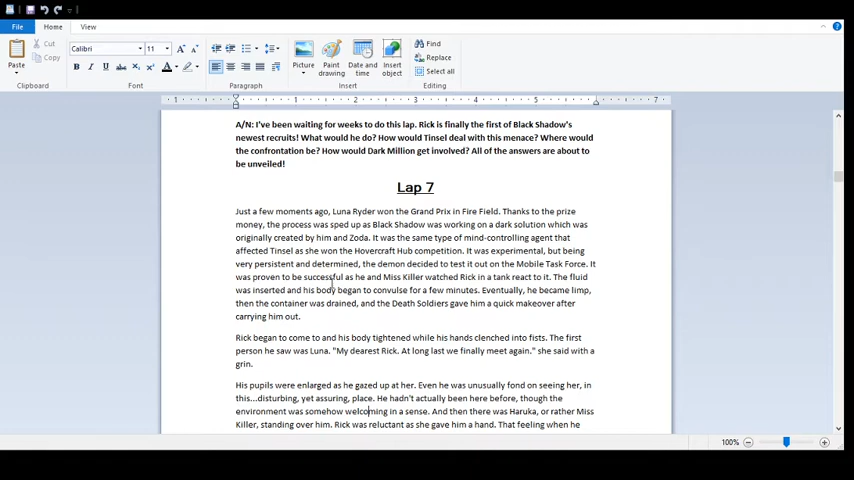 File Home View
Cut
Copy
Paste
Calibri 11
B I U abc X₂ X² A
Picture
Paint drawing
Date and time
Insert object
Find
Replace
Select all
Clipboard Font Paragraph Insert Editing
1 1 2 3 4 5 7
A/N: I've been waiting for weeks to do this lap. Rick is finally the first of Black Shadow's
newest recruits! What would he do? How would Tinsel deal with this menace? Where would
the confrontation be? How would Dark Million get involved? All of the answers are about to
be unveiled!
Lap 7
Just a few moments ago, Luna Ryder won the Grand Prix in Fire Field. Thanks to the prize
money, the process was sped up as Black Shadow was working on a dark solution which was
originally created by him and Zoda. It was the same type of mind-controlling agent that
affected Tinsel as she won the Hovercraft Hub competition. It was experimental, but being
very persistent and determined, the demon decided to test it out on the Mobile Task Force. It
was proven to be successful as he and Miss Killer watched Rick in a tank react to it. The fluid
was inserted and his body began to convulse for a few minutes. Eventually, he became limp,
then the container was drained, and the Death Soldiers gave him a quick makeover after
carrying him out.
Rick began to come to and his body tightened while his hands clenched into fists. The first
person he saw was Luna. "My dearest Rick. At long last we finally meet again." she said with a
grin.
His pupils were enlarged as he gazed up at her. Even he was unusually fond on seeing her, in
this...disturbing, yet assuring, place. He hadn't actually been here before, though the
environment was somehow welcoming in a sense. And then there was Haruka, or rather Miss
Killer, standing over him. Rick was reluctant as she gave him a hand. That feeling when he
100%